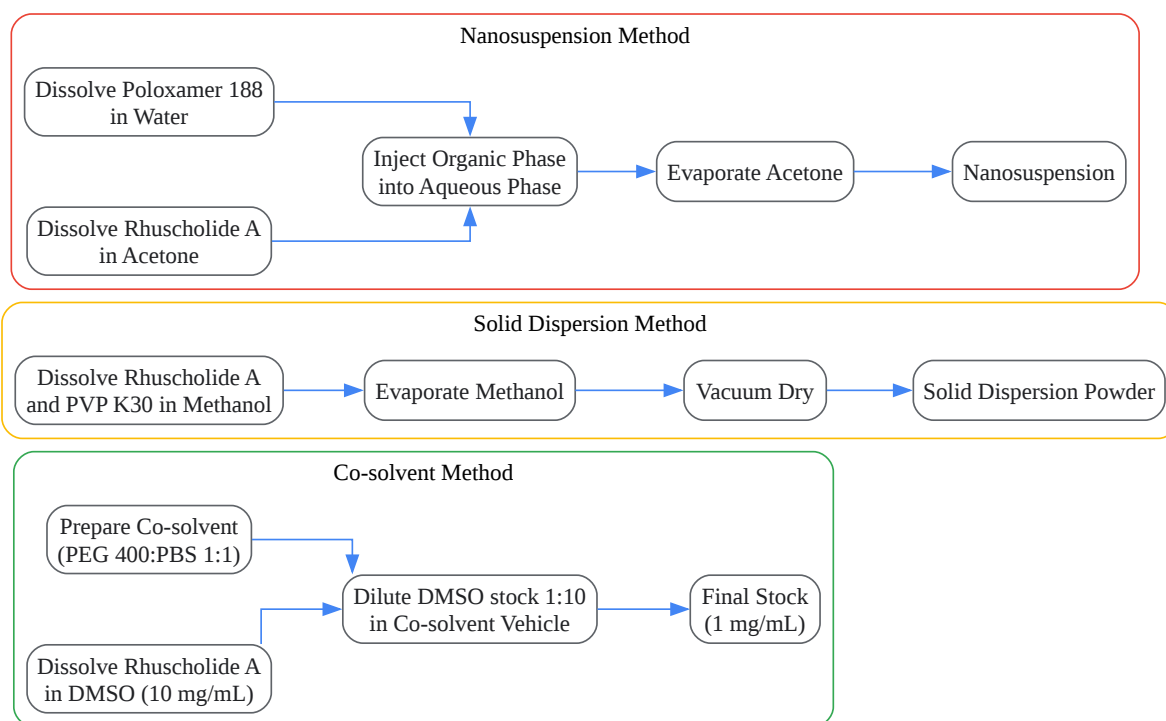 Nanosuspension Method
Dissolve Poloxamer 188
in Water
Inject Organic Phase
into Aqueous Phase
Evaporate Acetone
Nanosuspension
Dissolve Rhuscholide A
in Acetone
Solid Dispersion Method
Dissolve Rhuscholide A
and PVP K30 in Methanol
Evaporate Methanol
Vacuum Dry
Solid Dispersion Powder
Co-solvent Method
Prepare Co-solvent
(PEG 400:PBS 1:1)
Dilute DMSO stock 1:10
in Co-solvent Vehicle
Final Stock
(1 mg/mL)
Dissolve Rhuscholide A
in DMSO (10 mg/mL)